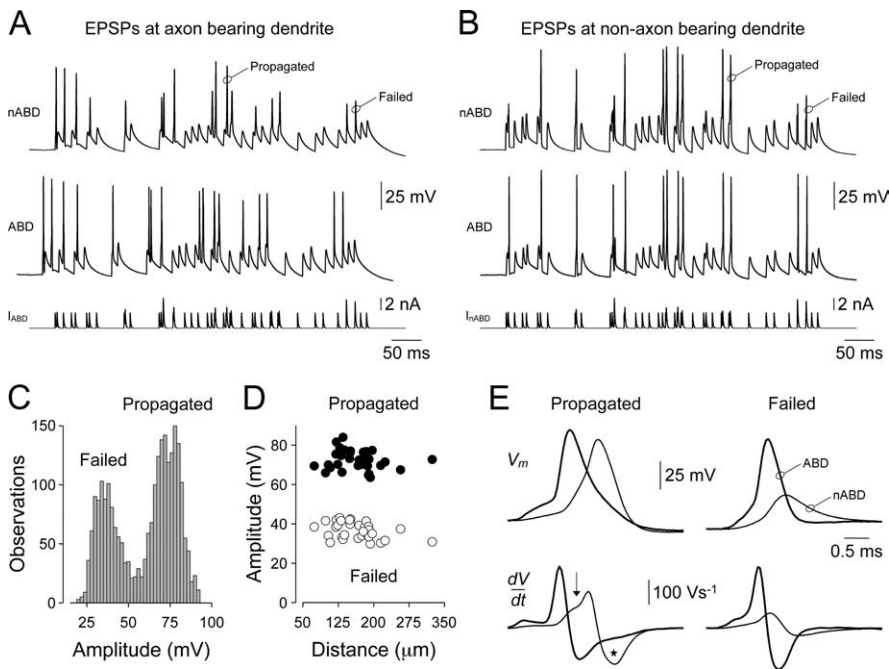 A
EPSPs at axon bearing dendrite
Propagated
Failed
nABD
25 mV
ABD
2 nA
I_ABD
50 ms
B
EPSPs at non-axon bearing dendrite
Propagated
Failed
nABD
25 mV
ABD
2 nA
I_nABD
50 ms
C
Propagated
Failed
Observations
150
100
50
0
25 50 75 100
Amplitude (mV)
D
Propagated
Failed
Amplitude (mV)
80
60
40
20
0
50 125 200 275 350
Distance (μm)
E
Propagated
Failed
V_m
25 mV
ABD
nABD
0.5 ms
dV
dt
100 Vs⁻¹
★